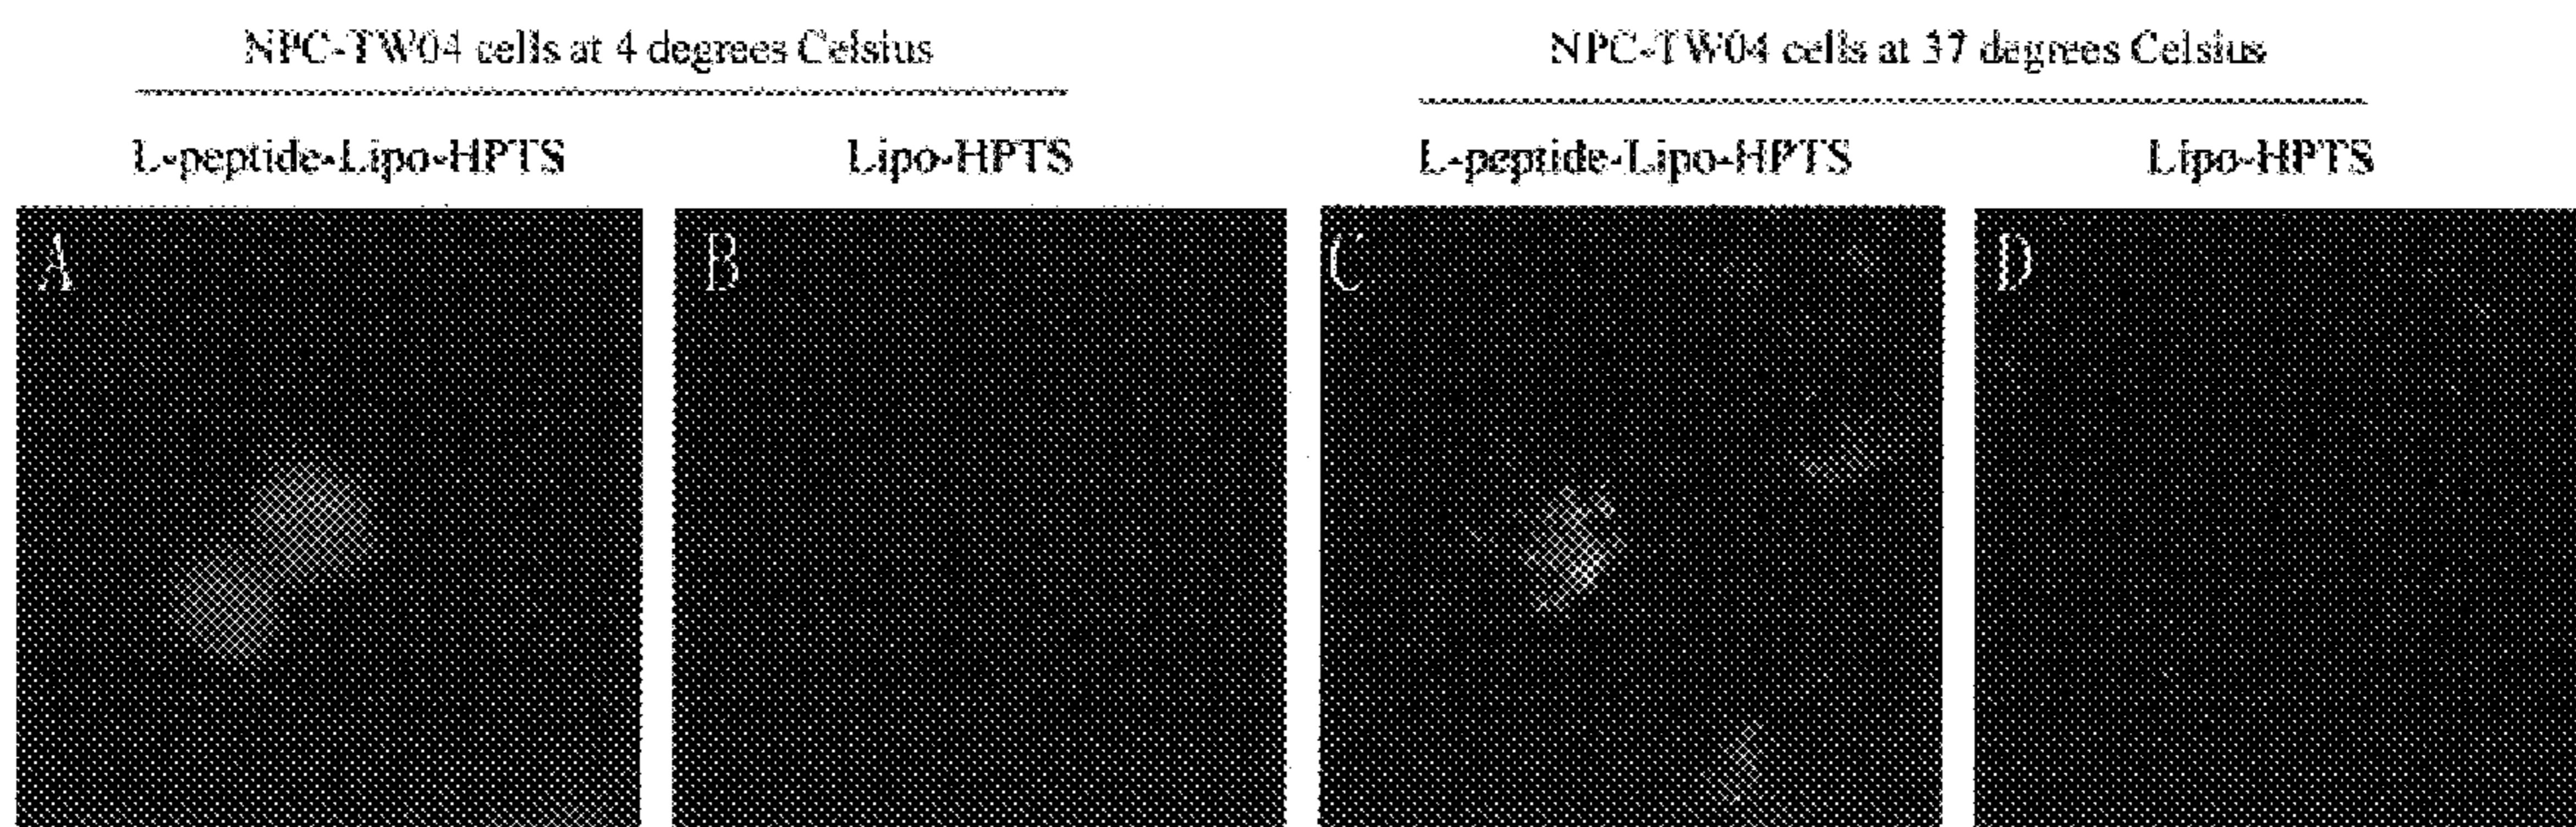 NPC-TW04 cells at 4 degrees Celsius
NPC-TW04 cells at 37 degrees Celsius
L-peptide-Lipo-HPTS
Lipo-HPTS
L-peptide-Lipo-HPTS
Lipo-HPTS
A
B
C
D